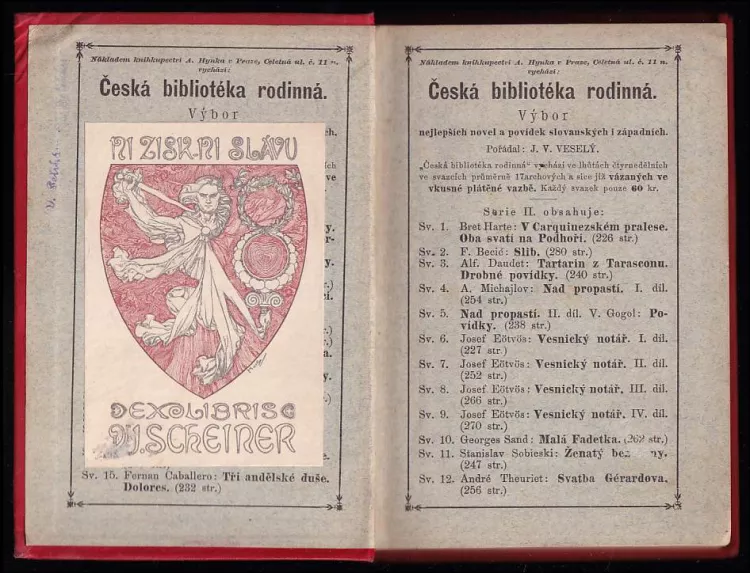 Nákladem knihkupectví A. Hynka v Praze, Celetná ul. č. 11 n.
vychází:
Česká bibliotéka rodinná.
Výbor
NI ZISK-NI SLÁVU
EXLIBRIS
SCHEINER
Sv. 15. Fernan Caballero: Tři andělské duše.
Dolores. (232 str.)
Nákladem knihkupectví A. Hynka v Praze, Celetná ul. č. 11 n.
vychází:
Česká bibliotéka rodinná.
Výbor
nejlepších novel a povídek slovanských i západních.
Pořádal: J. V. VESELÝ.
„Česká bibliotéka rodinná“ vychází ve lhůtách čtyrnedělních
ve svazcích průměrně 17archových a sice již vázaných ve
vkusné plátěné vazbě. Každý svazek pouze 60 kr.
Serie II. obsahuje:
Sv. 1. Bret Harte: V Carquinezském pralese.
Oba svatí na Podhoří. (226 str.)
Sv. 2. F. Becić: Slib. (280 str.)
Sv. 3. Alf. Daudet: Tartarin z Tarasconu.
Drobné povídky. (240 str.)
Sv. 4. A. Michajlov: Nad propastí. I. díl.
(254 str.)
Sv. 5. Nad propastí. II. díl. V. Gogol: Po-
vídky. (238 str.)
Sv. 6. Josef Eötvös: Vesnický notář. I. díl.
(227 str.)
Sv. 7. Josef Eötvös: Vesnický notář. II. díl.
(252 str.)
Sv. 8. Josef Eötvös: Vesnický notář. III. díl.
(266 str.)
Sv. 9. Josef Eötvös: Vesnický notář. IV. díl.
(270 str.)
Sv. 10. Georges Sand: Malá Fadetka. (262 str.)
Sv. 11. Stanislav Sobieski: Ženatý
(247 str.)
Sv. 12. André Theuriet: Svatba Gérardova.
(256 str.)